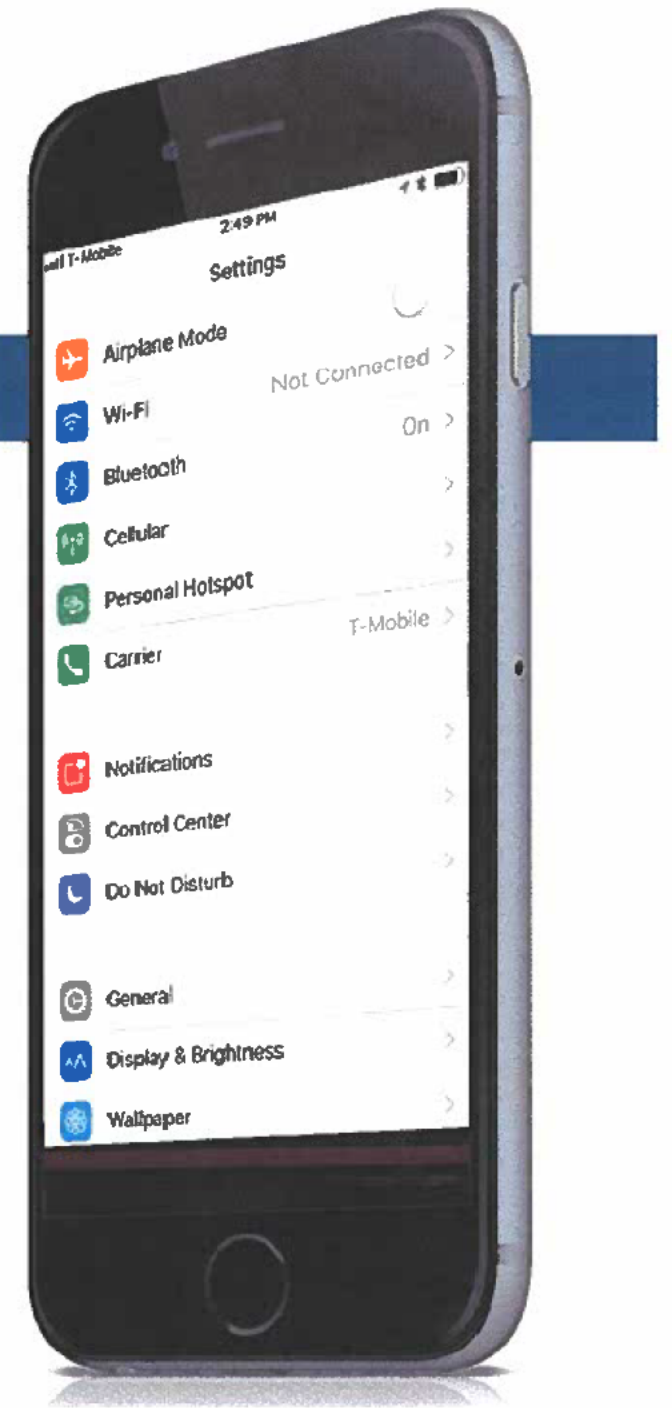 T-Mobile
2:49 PM
Settings
Airplane Mode
Wi-Fi Not Connected
Bluetooth On
Cellular
Personal Hotspot
Carrier T-Mobile
Notifications
Control Center
Do Not Disturb
General
Display & Brightness
Wallpaper